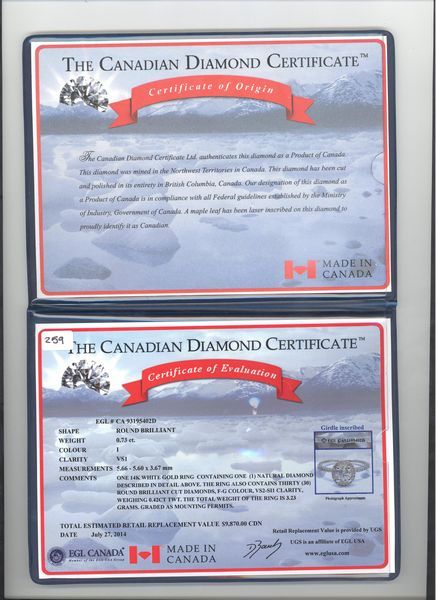 THE CANADIAN DIAMOND CERTIFICATE™
Certificate of Origin
The Canadian Diamond Certificate Ltd. authenticates this diamond as a Product of Canada.
This diamond was mined in the Northwest Territories in Canada. This diamond has been cut
and polished in its entirety in British Columbia, Canada. Our designation of this diamond as
a Product of Canada is in compliance with all Federal guidelines established by the Ministry
of Industry, Government of Canada. A maple leaf has been laser inscribed on this diamond to
proudly identify it as Canadian.
MADE IN
CANADA
259
THE CANADIAN DIAMOND CERTIFICATE™
Certificate of Evaluation
EGL # CA 93195402D
SHAPE ROUND BRILLIANT
WEIGHT 0.73 ct.
COLOUR I
CLARITY VS1
MEASUREMENTS 5.66 - 5.60 x 3.67 mm
COMMENTS ONE 14K WHITE GOLD RING CONTAINING ONE (1) NATURAL DIAMOND
DESCRIBED IN DETAIL ABOVE. THE RING ALSO CONTAINS THIRTY (30)
ROUND BRILLIANT CUT DIAMONDS, F-G COLOUR, VS2-SI1 CLARITY,
WEIGHING 0.42CT TWT. THE TOTAL WEIGHT OF THE RING IS 3.23
GRAMS. GRADED AS MOUNTING PERMITS.
Girdle inscribed
Photograph Approximate
TOTAL ESTIMATED RETAIL REPLACEMENT VALUE $9,870.00 CDN
DATE July 27, 2014
Retail Replacement Value is provided by UGS
EGL CANADA
MADE IN
CANADA
UGS is an affiliate of EGL USA
www.eglusa.com